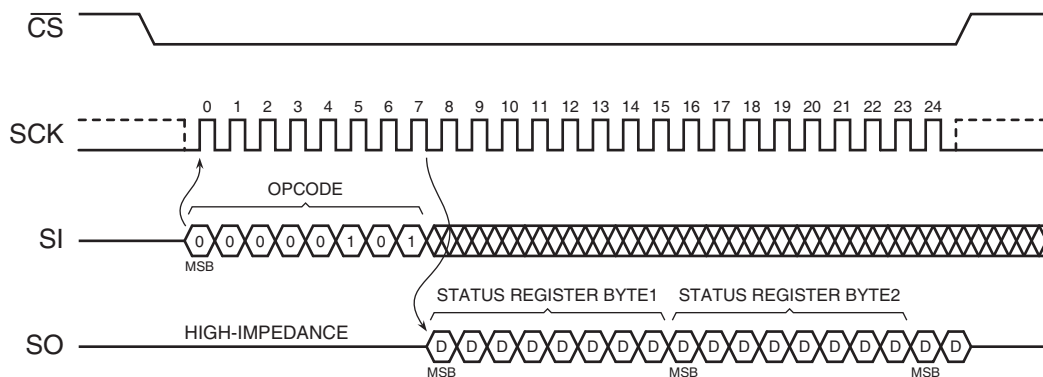 CS
0 1 2 3 4 5 6 7 8 9 10 11 12 13 14 15 16 17 18 19 20 21 22 23 24
SCK
OPCODE
SI 0 0 0 0 0 1 0 1
MSB
STATUS REGISTER BYTE1 STATUS REGISTER BYTE2
HIGH-IMPEDANCE
SO D D D D D D D D D D D D D D D D D D
MSB MSB MSB